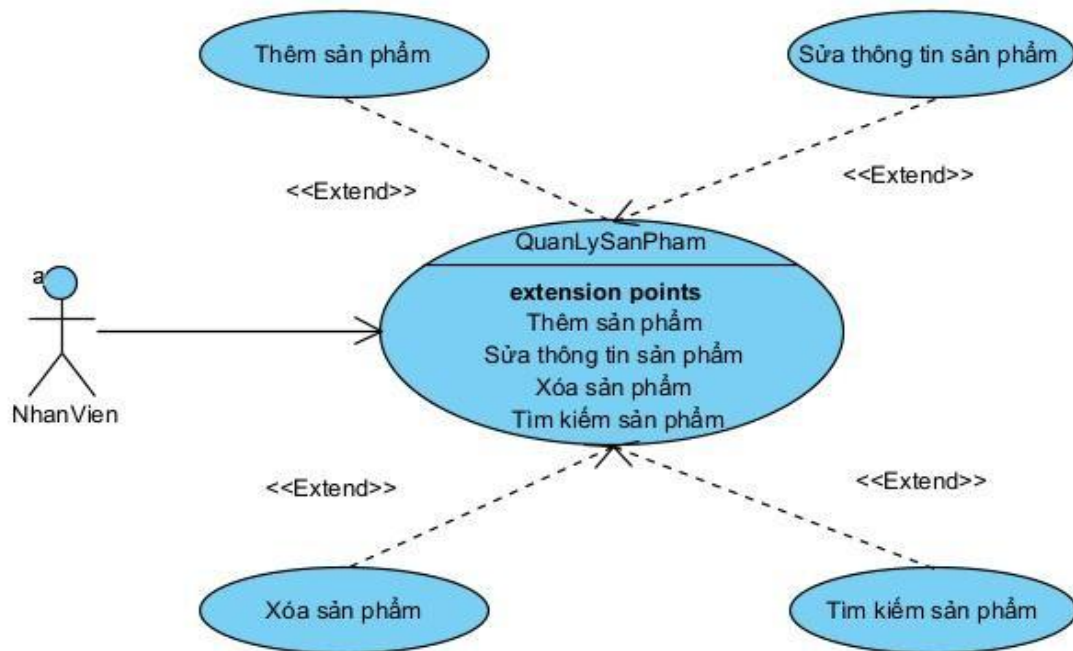 Thêm sản phẩm
Sửa thông tin sản phẩm
<<Extend>>
<<Extend>>
QuanLySanPham
extension points
Thêm sản phẩm
Sửa thông tin sản phẩm
Xóa sản phẩm
Tìm kiếm sản phẩm
a
NhanVien
<<Extend>>
<<Extend>>
Xóa sản phẩm
Tìm kiếm sản phẩm